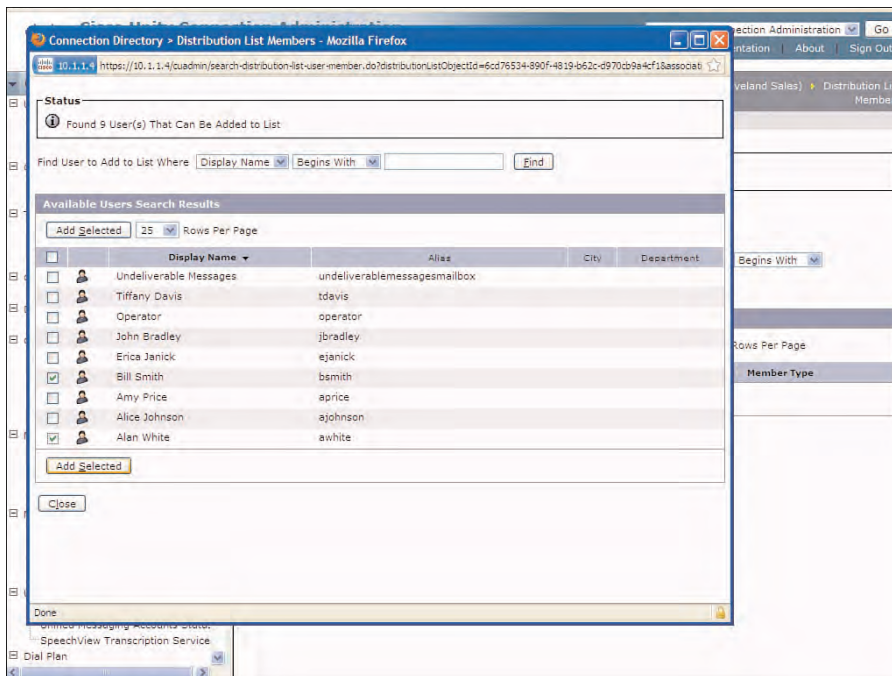 Connection Directory > Distribution List Members - Mozilla Firefox
ection Administration Go
entation | About | Sign Out
10.1.1.4 https://10.1.1.4/cuadmin/search-distribution-list-user-member.do?distributionListObjectId=6cd76534-890f-4819-b62c-d970cb9a4cf1&associati
veland Sales) Distribution Li
Membe
Status
Found 9 User(s) That Can Be Added to List
Find User to Add to List Where Display Name Begins With Find
Available Users Search Results
Add Selected 25 Rows Per Page
Display Name Alias City Department
Begins With
Undeliverable Messages undeliverablemessagesmailbox
Tiffany Davis tdavis
Operator operator
John Bradley jbradley
Rows Per Page
Erica Janick ejanick
Member Type
Bill Smith bsmith
Amy Price aprice
Alice Johnson ajohnson
Alan White awhite
Add Selected
Close
Done
SpeechView Transcription Service
Dial Plan